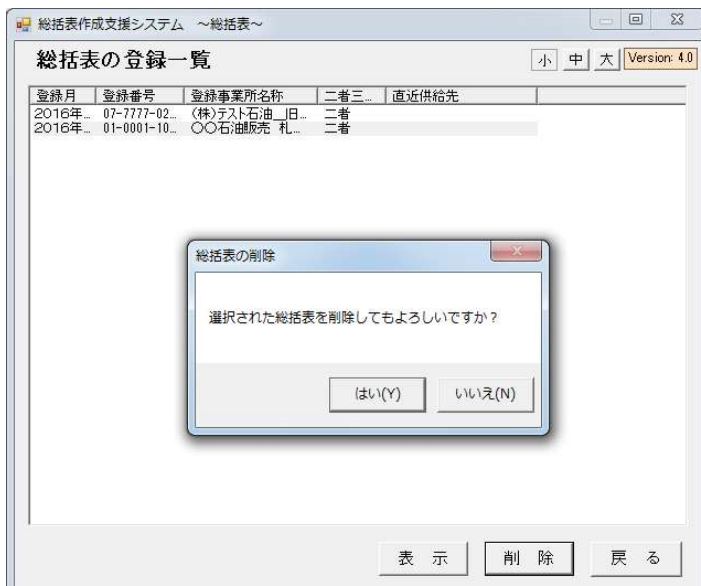 総括表作成支援システム ～総括表～
総括表の登録一覧
小 中 大 Version: 4.0
登録月 登録番号 登録事業所名称 二者三... 直近供給先
2016年... 07-7777-02... (株)テスト石油__旧... 二者
2016年... 01-0001-10... 〇〇石油販売 札... 二者
総括表の削除
選択された総括表を削除してもよろしいですか？
はい(Y) いいえ(N)
表 示 削 除 戻 る